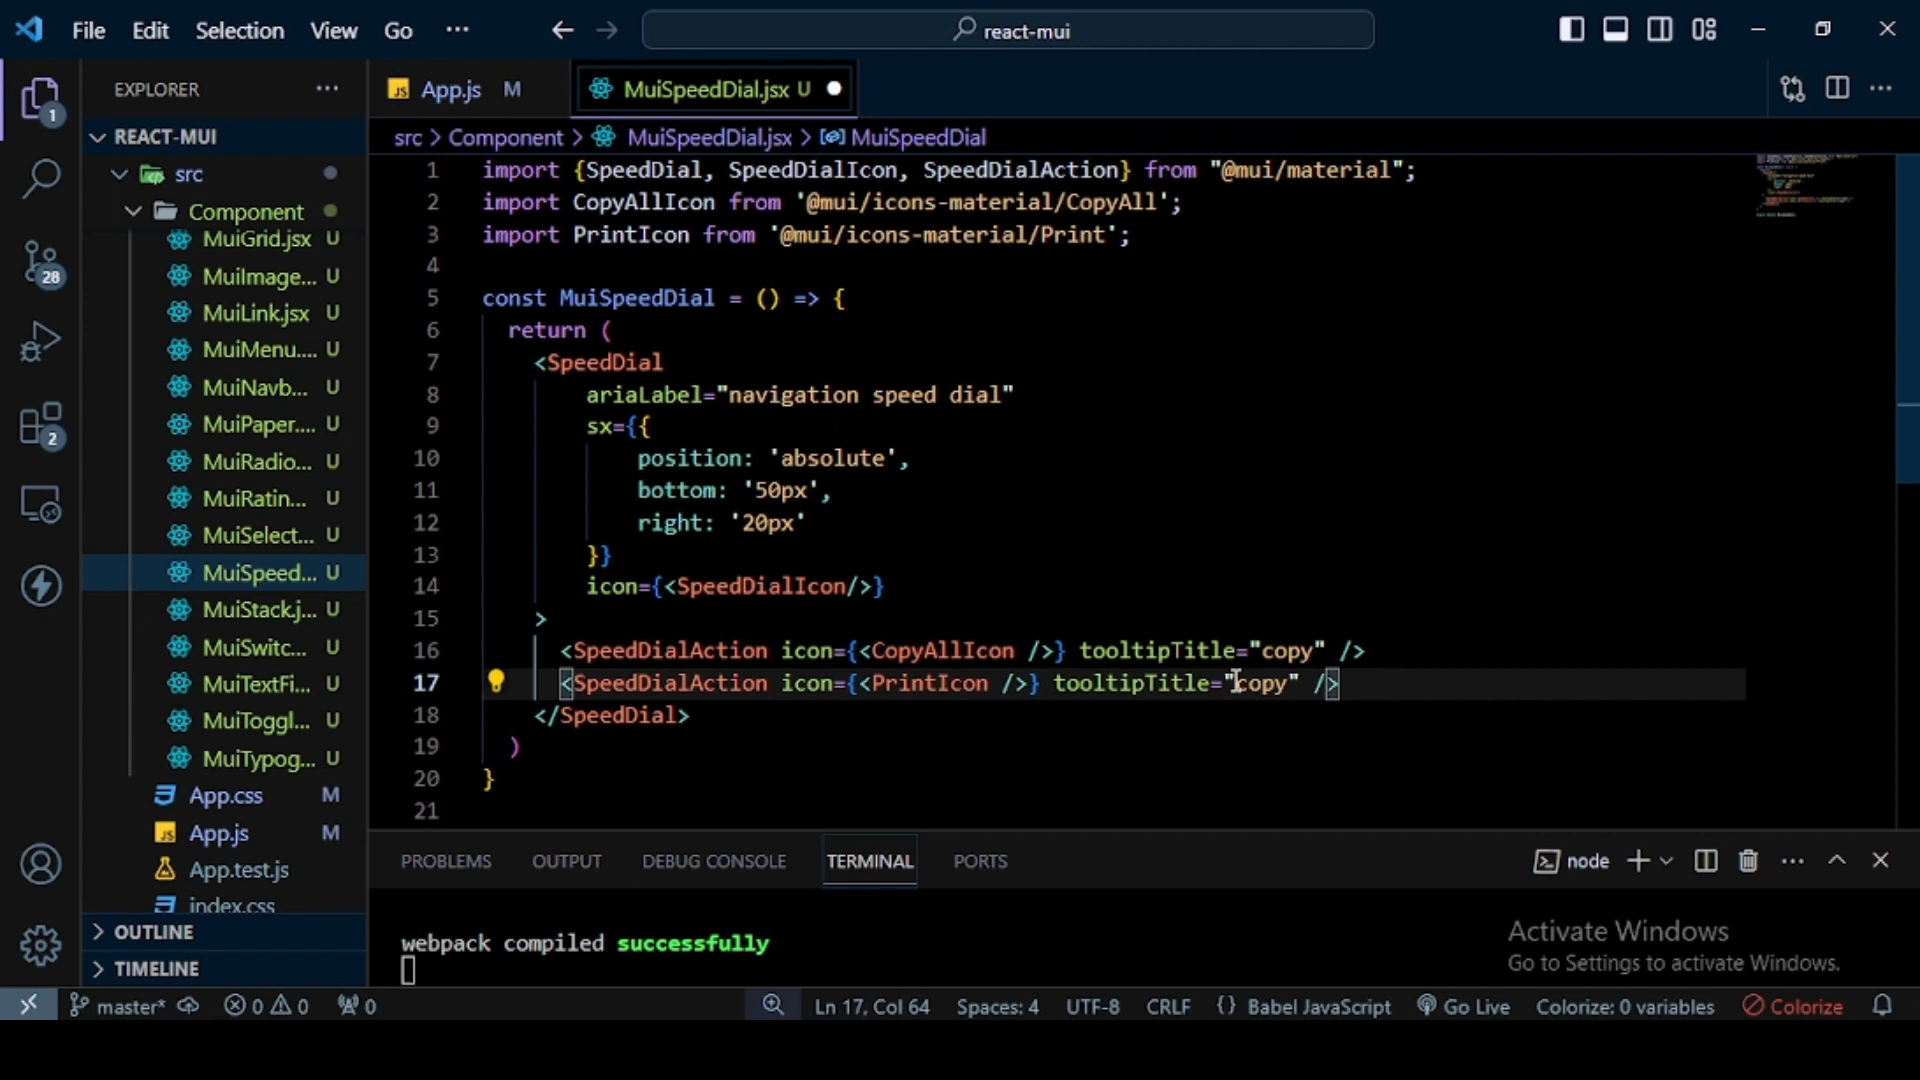 File Edit Selection View Go ··· react-mui
EXPLORER ···
App.js M MuiSpeedDial.jsx U
REACT-MUI
src > Component > MuiSpeedDial.jsx > MuiSpeedDial
src
Component
MuiGrid.jsx U
MuiImage... U
MuiLink.jsx U
MuiMenu.... U
MuiNavb... U
MuiPaper.... U
MuiRadio... U
MuiRatin... U
MuiSelect... U
MuiSpeed... U
MuiStack.j... U
MuiSwitc... U
MuiTextFi... U
MuiToggl... U
MuiTypog... U
App.css M
App.js M
App.test.js
index.css
OUTLINE
TIMELINE
1
28
2
1 import {SpeedDial, SpeedDialIcon, SpeedDialAction} from "@mui/material";
2 import CopyAllIcon from '@mui/icons-material/CopyAll';
3 import PrintIcon from '@mui/icons-material/Print';
4
5 const MuiSpeedDial = () => {
6 return (
7 <SpeedDial
8 ariaLabel="navigation speed dial"
9 sx={{
10 position: 'absolute',
11 bottom: '50px',
12 right: '20px'
13 }}
14 icon={<SpeedDialIcon/>}
15 >
16 <SpeedDialAction icon={<CopyAllIcon />} tooltipTitle="copy" />
17 <SpeedDialAction icon={<PrintIcon />} tooltipTitle="copy" />
18 </SpeedDial>
19 )
20 }
21
PROBLEMS OUTPUT DEBUG CONSOLE TERMINAL PORTS node
webpack compiled successfully
Activate Windows
Go to Settings to activate Windows.
master* 0 0 0 Ln 17, Col 64 Spaces: 4 UTF-8 CRLF {} Babel JavaScript Go Live Colorize: 0 variables Colorize